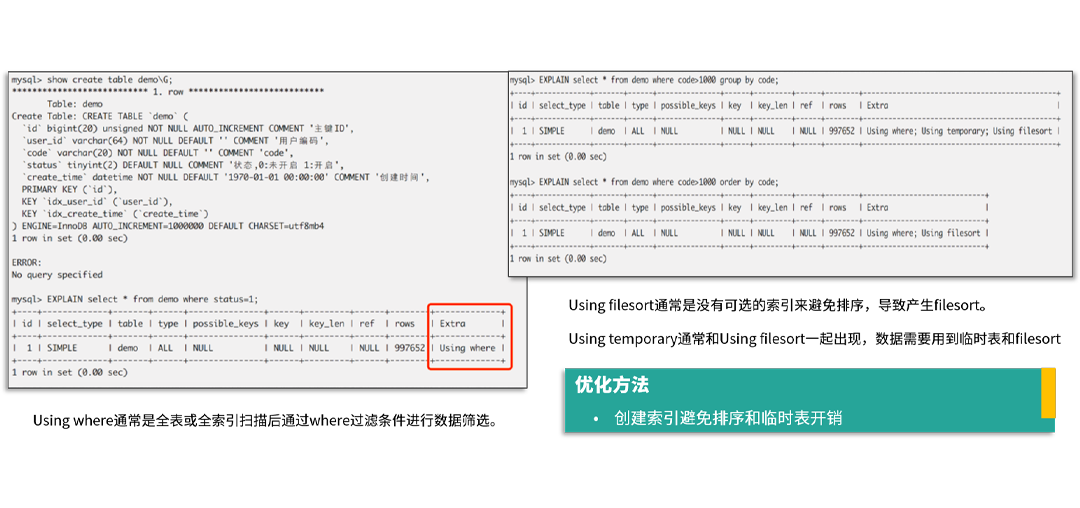 mysql> show create table demo\G;
*************************** 1. row ***************************
Table: demo
Create Table: CREATE TABLE `demo` (
`id` bigint(20) unsigned NOT NULL AUTO_INCREMENT COMMENT '主键ID',
`user_id` varchar(64) NOT NULL DEFAULT '' COMMENT '用户编码',
`code` varchar(20) NOT NULL DEFAULT '' COMMENT 'code',
`status` tinyint(2) DEFAULT NULL COMMENT '状态,0:未开启 1:开启',
`create_time` datetime NOT NULL DEFAULT '1970-01-01 00:00:00' COMMENT '创建时间',
PRIMARY KEY (`id`),
KEY `idx_user_id` (`user_id`),
KEY `idx_create_time` (`create_time`)
) ENGINE=InnoDB AUTO_INCREMENT=1000000 DEFAULT CHARSET=utf8mb4
1 row in set (0.00 sec)
ERROR:
No query specified
mysql> EXPLAIN select * from demo where status=1;
| id | select_type | table | type | possible_keys | key | key_len | ref | rows | Extra |
| 1 | SIMPLE | demo | ALL | NULL | NULL | NULL | NULL | 997652 | Using where |
1 row in set (0.00 sec)
Using where通常是全表或全索引扫描后通过where过滤条件进行数据筛选。
mysql> EXPLAIN select * from demo where code>1000 group by code;
| id | select_type | table | type | possible_keys | key | key_len | ref | rows | Extra |
| 1 | SIMPLE | demo | ALL | NULL | NULL | NULL | NULL | 997652 | Using where; Using temporary; Using filesort |
1 row in set (0.00 sec)
mysql> EXPLAIN select * from demo where code>1000 order by code;
| id | select_type | table | type | possible_keys | key | key_len | ref | rows | Extra |
| 1 | SIMPLE | demo | ALL | NULL | NULL | NULL | NULL | 997652 | Using where; Using filesort |
1 row in set (0.00 sec)
Using filesort通常是没有可选的索引来避免排序，导致产生filesort。
Using temporary通常和Using filesort一起出现，数据需要用到临时表和filesort
优化方法
• 创建索引避免排序和临时表开销